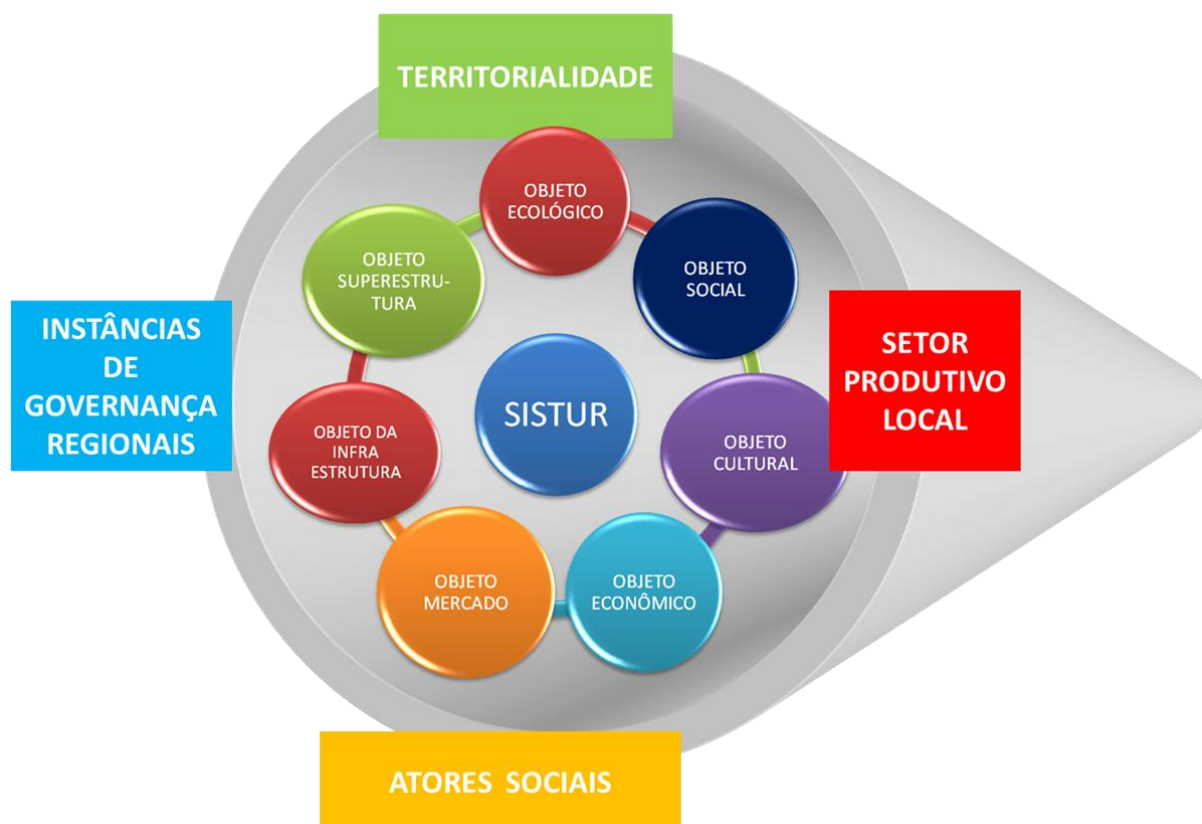 TERRITORIALIDADE
OBJETO
ECOLÓGICO
OBJETO
SOCIAL
OBJETO
CULTURAL
OBJETO
ECONÔMICO
OBJETO
MERCADO
OBJETO DA
INFRA
ESTRUTURA
OBJETO
SUPERESTRU-
TURA
SISTUR
INSTÂNCIAS
DE
GOVERNANÇA
REGIONAIS
SETOR
PRODUTIVO
LOCAL
ATORES SOCIAIS